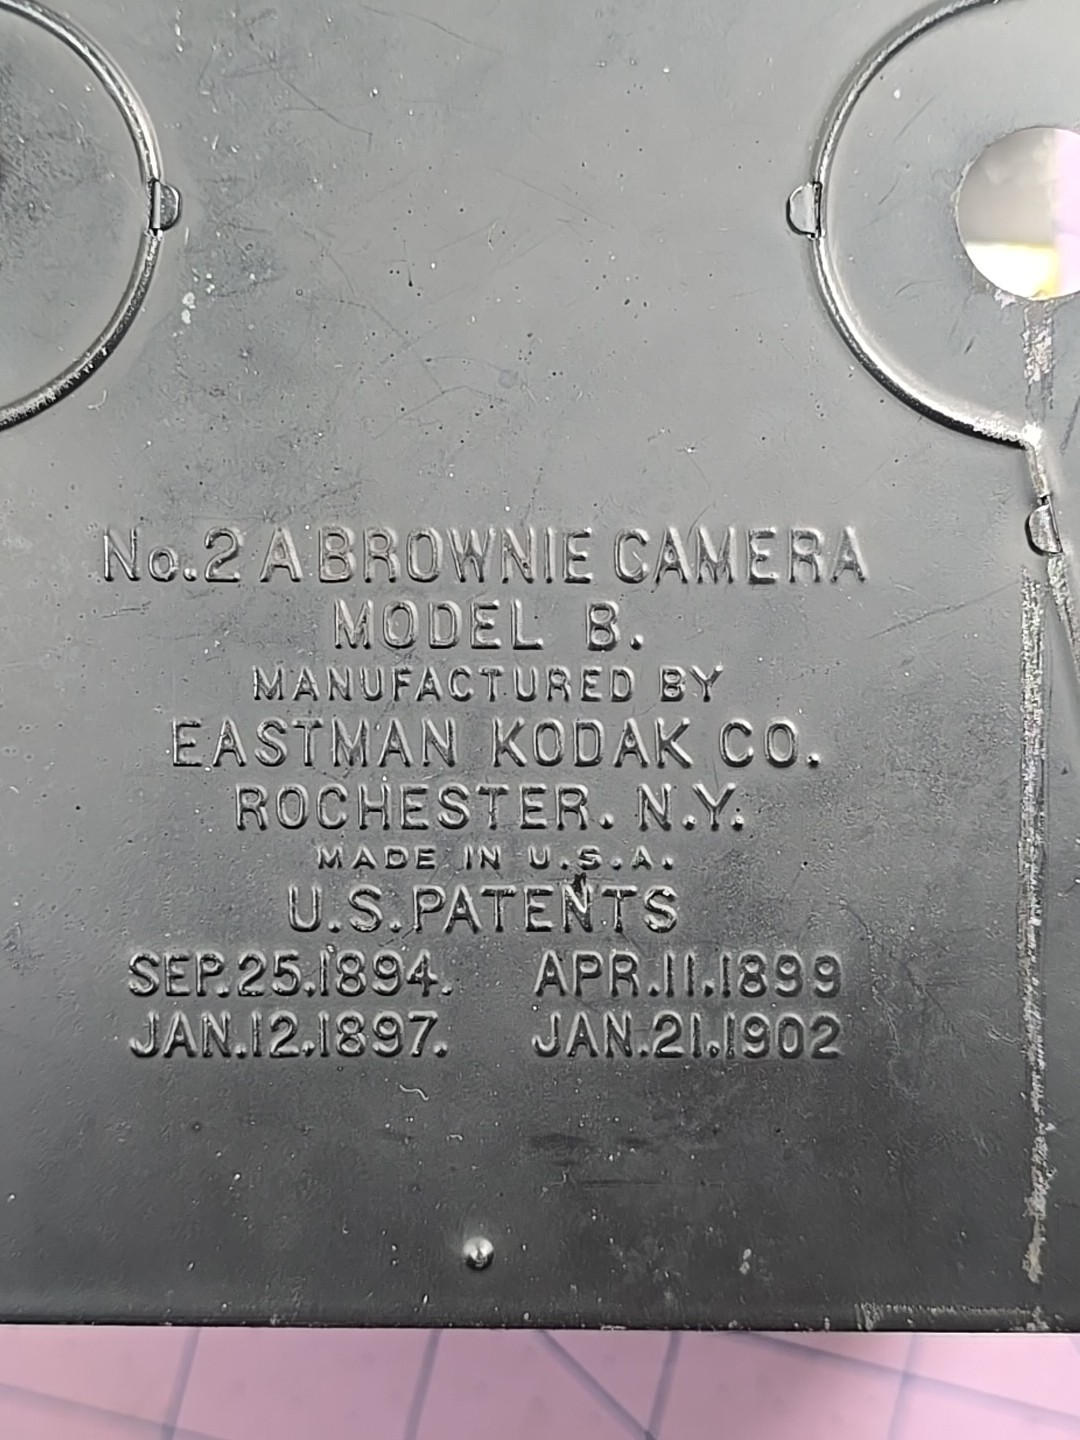 No.2 A BROWNIE CAMERA
MODEL B.
MANUFACTURED BY
EASTMAN KODAK CO.
ROCHESTER. N.Y.
MADE IN U.S.A.
U.S. PATENTS
SEP.25.1894. APR.11.1899
JAN.12.1897. JAN.21.1902